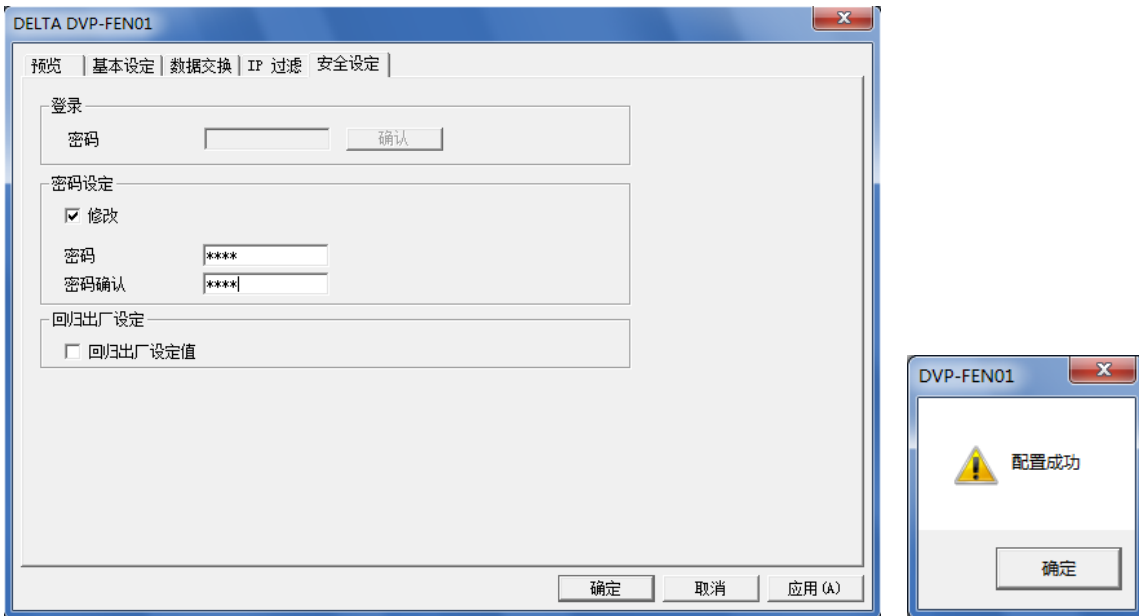 DELTA DVP-FEN01
预览 基本设定 数据交换 IP 过滤 安全设定
登录
密码 确认
密码设定
修改
密码 ****
密码确认 ****
回归出厂设定
回归出厂设定值
确定 取消 应用(A)
DVP-FEN01
配置成功
确定